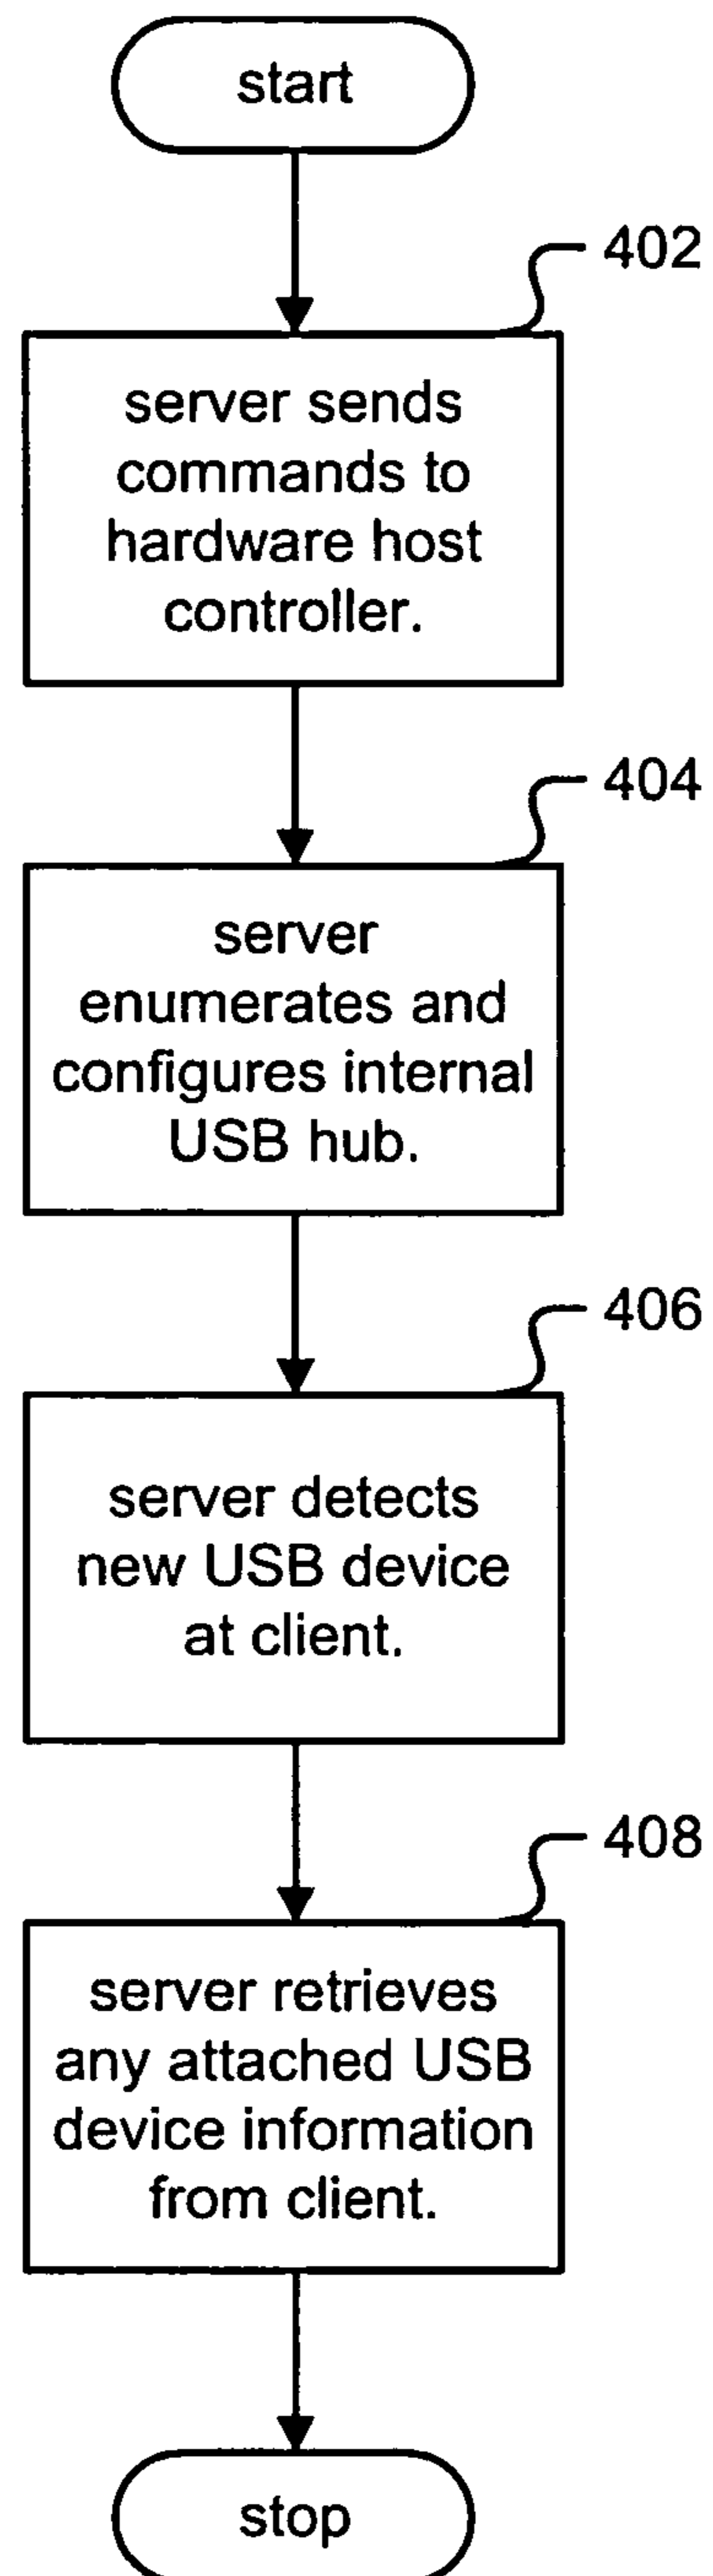 start
402
server sends
commands to
hardware host
controller.
404
server
enumerates and
configures internal
USB hub.
406
server detects
new USB device
at client.
408
server retrieves
any attached USB
device information
from client.
stop